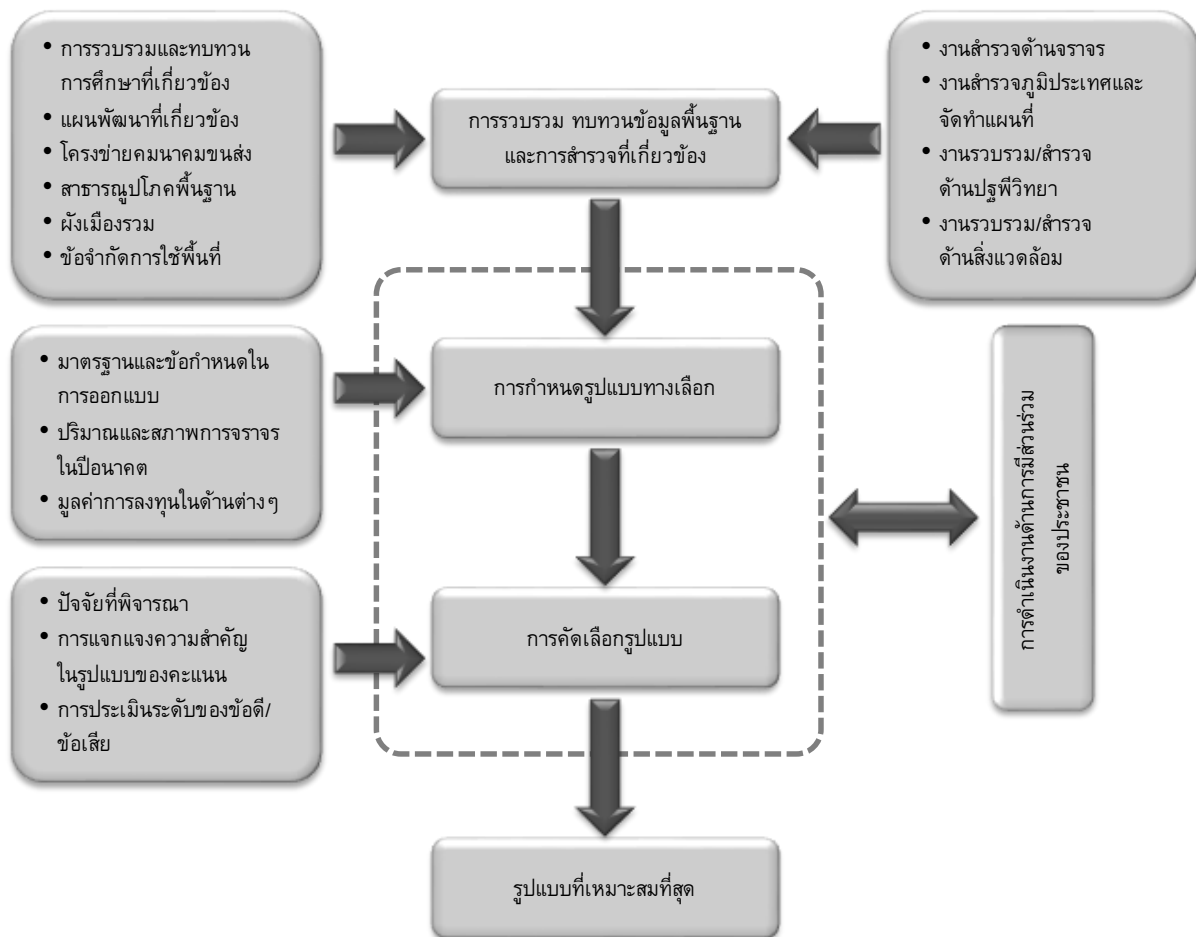 • การรวบรวมและทบทวน
การศึกษาที่เกี่ยวข้อง
• แผนพัฒนาที่เกี่ยวข้อง
• โครงข่ายคมนาคมขนส่ง
• สาธารณูปโภคพื้นฐาน
• ผังเมืองรวม
• ข้อจำกัดการใช้พื้นที่
การรวบรวม ทบทวนข้อมูลพื้นฐาน
และการสำรวจที่เกี่ยวข้อง
• งานสำรวจด้านจราจร
• งานสำรวจภูมิประเทศและ
จัดทำแผนที่
• งานรวบรวม/สำรวจ
ด้านปฐพีวิทยา
• งานรวบรวม/สำรวจ
ด้านสิ่งแวดล้อม
• มาตรฐานและข้อกำหนดใน
การออกแบบ
• ปริมาณและสภาพการจราจร
ในปีอนาคต
• มูลค่าการลงทุนในด้านต่างๆ
การกำหนดรูปแบบทางเลือก
การดำเนินงานด้านการมีส่วนร่วม
ของประชาชน
• ปัจจัยที่พิจารณา
• การแจกแจงความสำคัญ
ในรูปแบบของคะแนน
• การประเมินระดับของข้อดี/
ข้อเสีย
การคัดเลือกรูปแบบ
รูปแบบที่เหมาะสมที่สุด